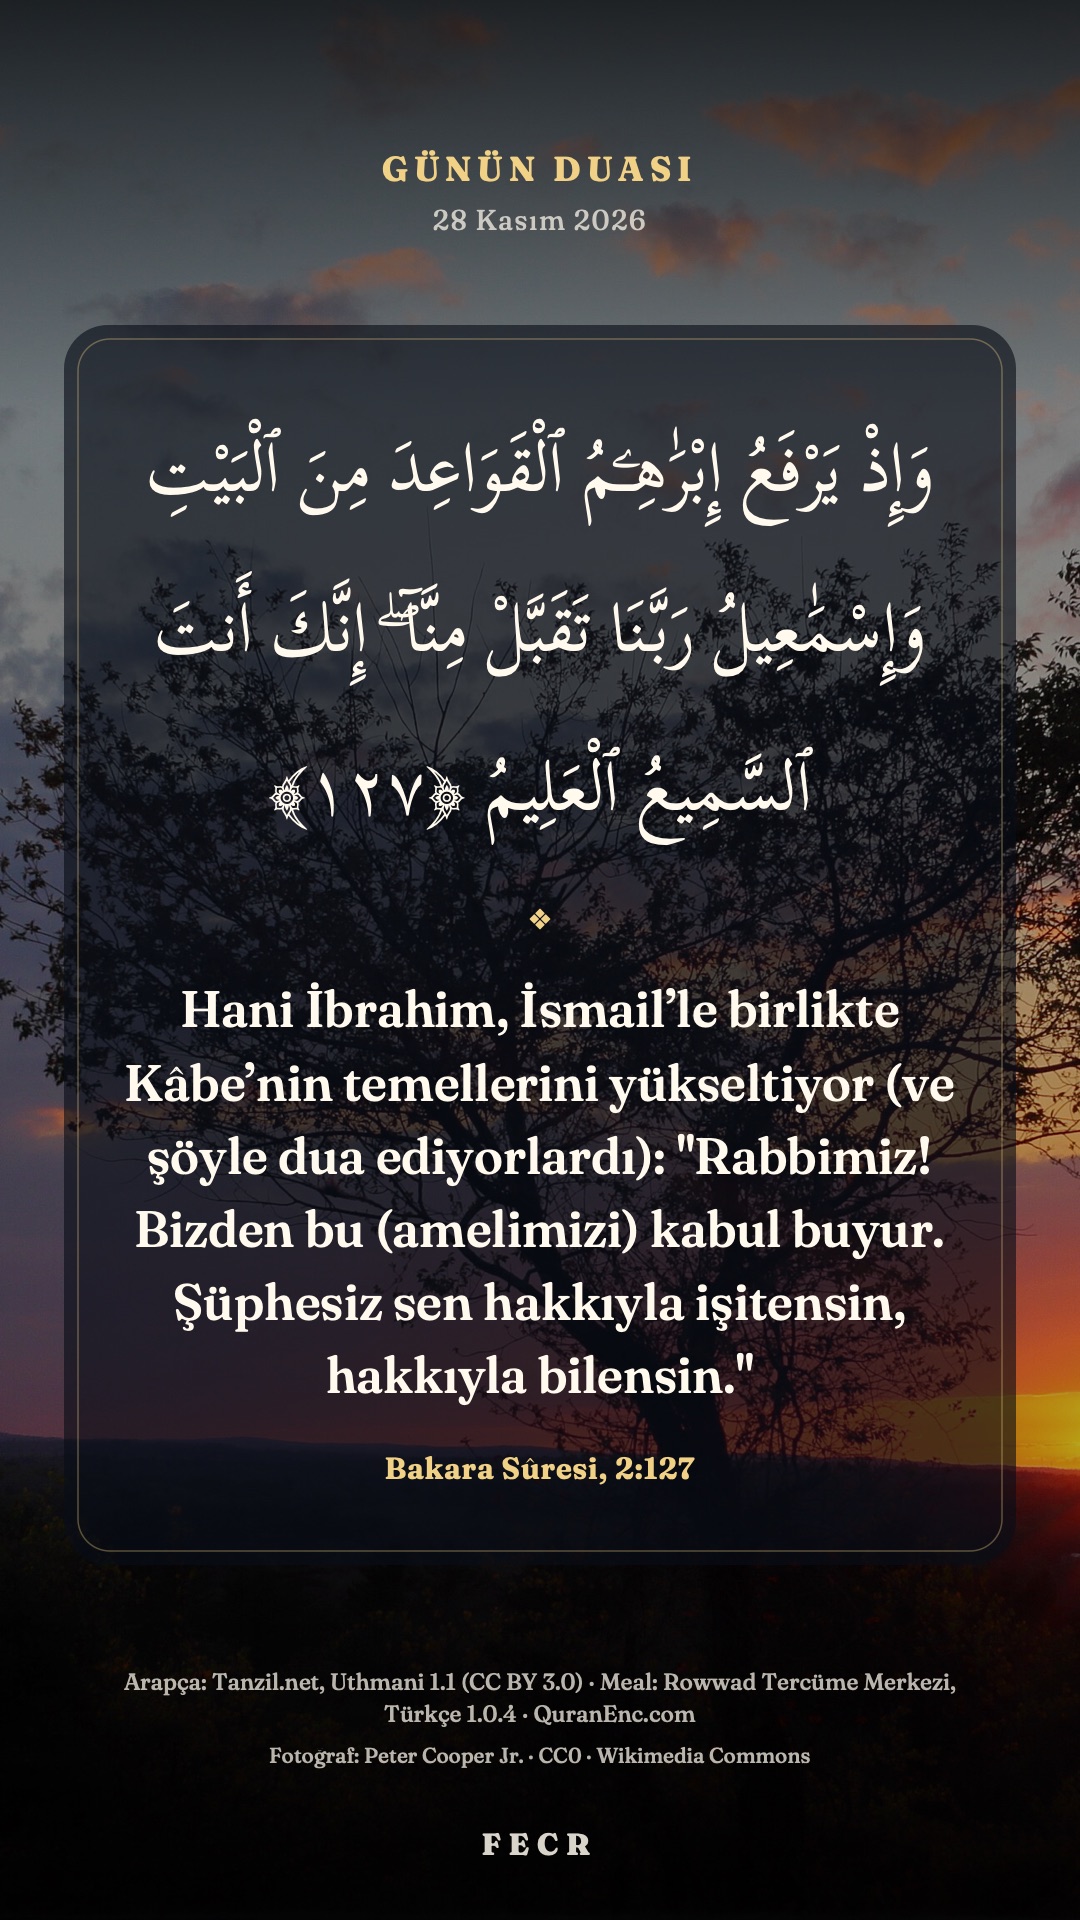 GÜNÜN DUASI
28 Kasım 2026
وَإِذْ يَرْفَعُ إِبْرَٰهِـۧمُ ٱلْقَوَاعِدَ مِنَ ٱلْبَيْتِ
وَإِسْمَـٰعِيلُ رَبَّنَا تَقَبَّلْ مِنَّآ ۖ إِنَّكَ أَنتَ
ٱلسَّمِيعُ ٱلْعَلِيمُ ﴿١٢٧﴾
❖
Hani İbrahim, İsmail’le birlikte
Kâbe’nin temellerini yükseltiyor (ve
şöyle dua ediyorlardı): "Rabbimiz!
Bizden bu (amelimizi) kabul buyur.
Şüphesiz sen hakkıyla işitensin,
hakkıyla bilensin."
Bakara Sûresi, 2:127
Arapça: Tanzil.net, Uthmani 1.1 (CC BY 3.0) · Meal: Rowwad Tercüme Merkezi,
Türkçe 1.0.4 · QuranEnc.com
Fotoğraf: Peter Cooper Jr. · CC0 · Wikimedia Commons
FECR